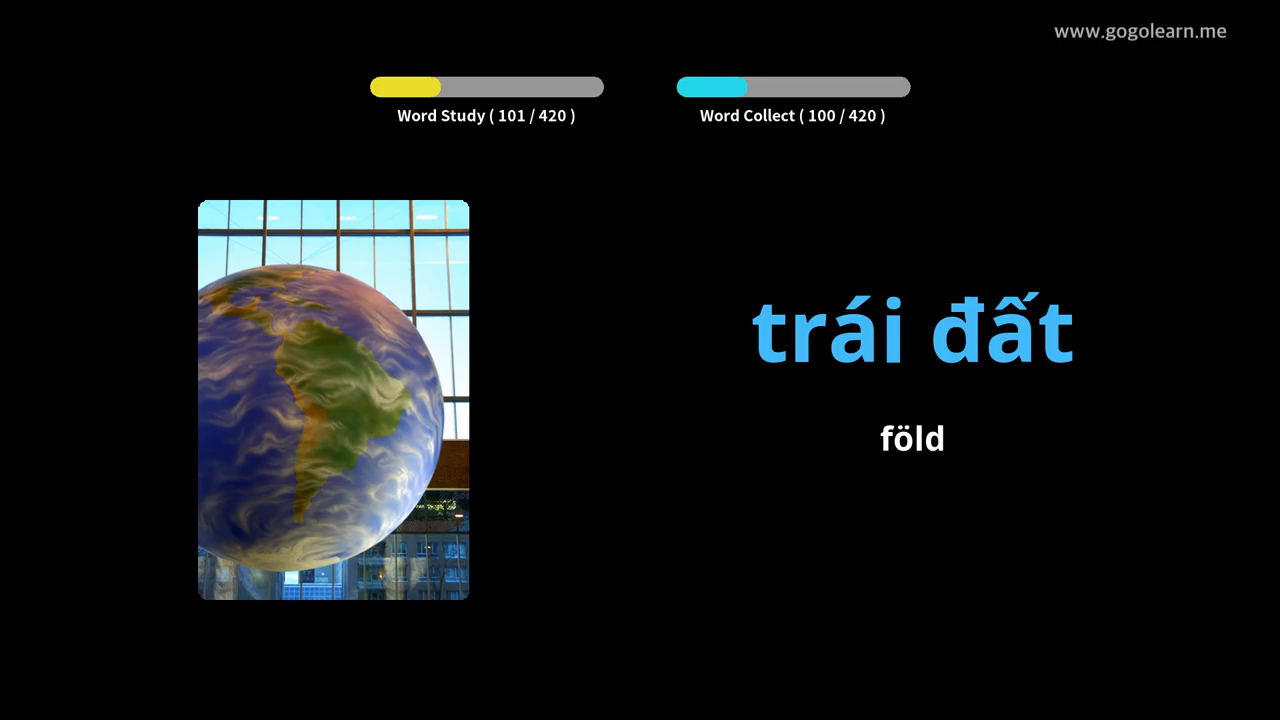 www.gogolearn.me
Word Study ( 101 / 420 )
Word Collect ( 100 / 420 )
trái đất
föld